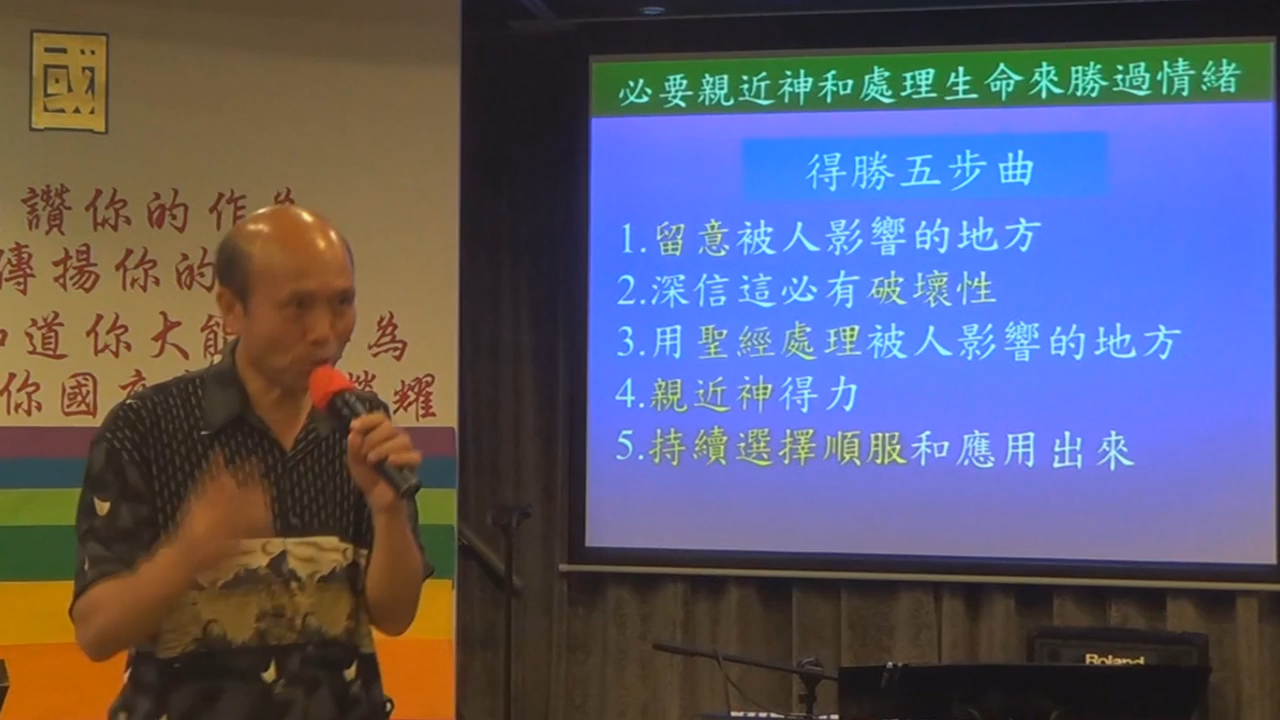 國
讚你的作為
傳揚你的
知道你大能 為
你國 榮耀
必要親近神和處理生命來勝過情緒
得勝五步曲
1.留意被人影響的地方
2.深信這必有破壞性
3.用聖經處理被人影響的地方
4.親近神得力
5.持續選擇順服和應用出來
Roland